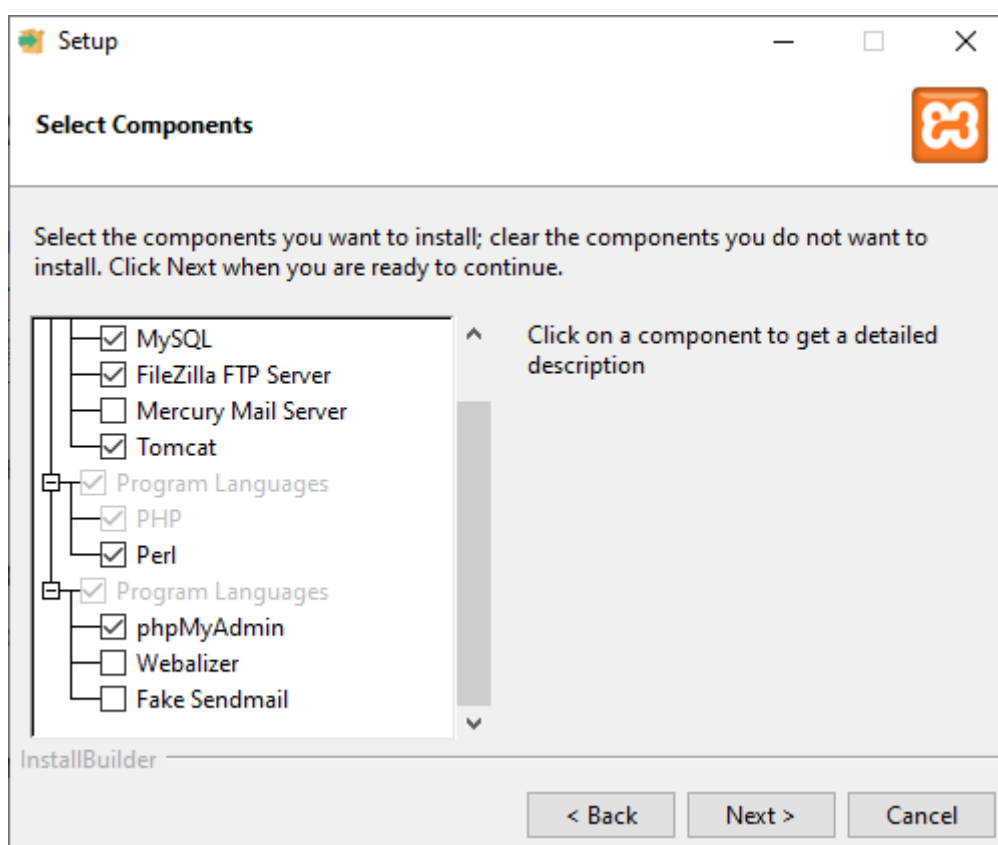 Setup
Select Components
Select the components you want to install; clear the components you do not want to
install. Click Next when you are ready to continue.
MySQL
FileZilla FTP Server
Mercury Mail Server
Tomcat
Program Languages
PHP
Perl
Program Languages
phpMyAdmin
Webalizer
Fake Sendmail
Click on a component to get a detailed
description
InstallBuilder
< Back
Next >
Cancel